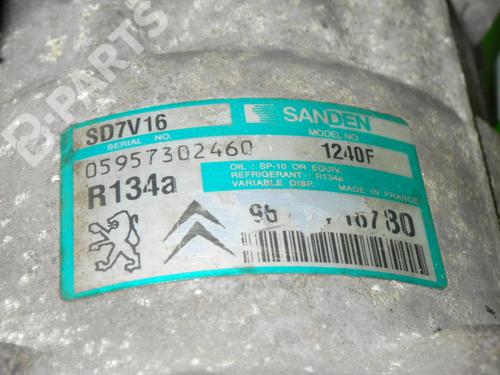 B-PARTS
SD7V16
SANDEN
SERIAL NO.
MODEL NO.
05957302460
1240F
R134a
OIL : SP-10 OR EQUIV.
REFRIGERANT : R134a
VARIABLE DISP.
MADE IN FRANCE
B-PARTS